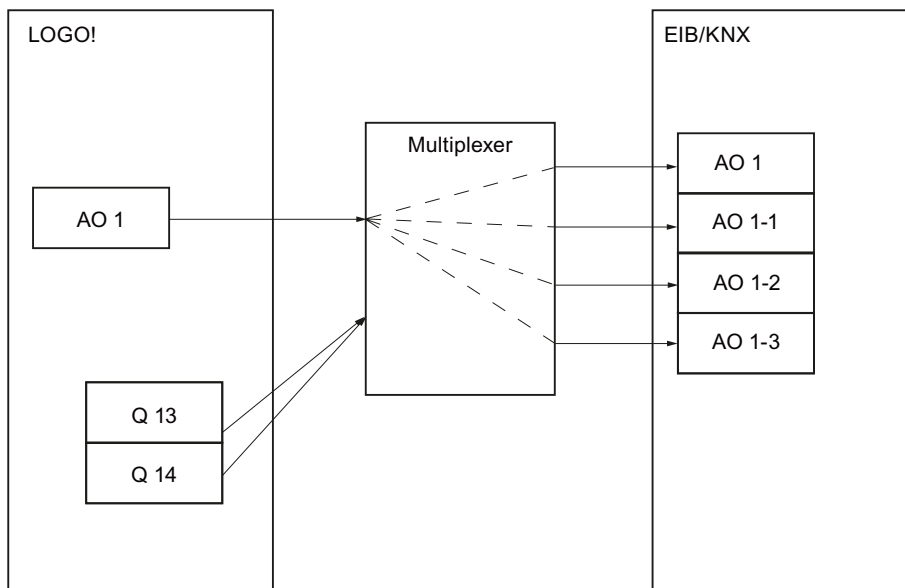 LOGO!
EIB/KNX
Multiplexer
AO 1
AO 1
AO 1-1
AO 1-2
AO 1-3
Q 13
Q 14